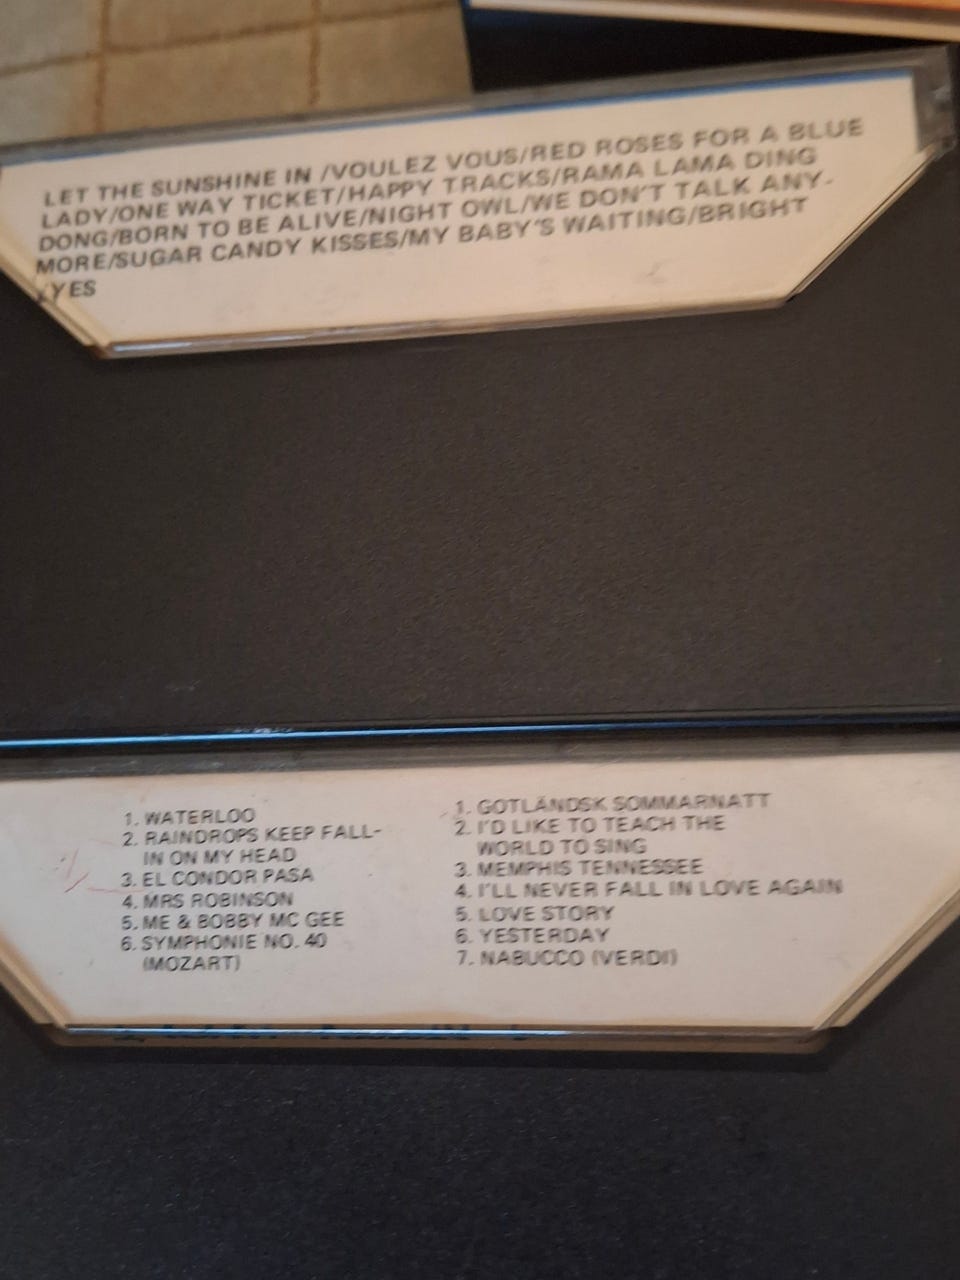 LET THE SUNSHINE IN /VOULEZ VOUS/RED ROSES FOR A BLUE
LADY/ONE WAY TICKET/HAPPY TRACKS/RAMA LAMA DING
DONG/BORN TO BE ALIVE/NIGHT OWL/WE DON'T TALK ANY-
MORE/SUGAR CANDY KISSES/MY BABY'S WAITING/BRIGHT
YES
1. WATERLOO
2. RAINDROPS KEEP FALL-
IN ON MY HEAD
3. EL CONDOR PASA
4. MRS ROBINSON
5. ME & BOBBY MC GEE
6. SYMPHONIE NO. 40
(MOZART)
1. GOTLÄNDSK SOMMARNATT
2. I'D LIKE TO TEACH THE
WORLD TO SING
3. MEMPHIS TENNESSEE
4. I'LL NEVER FALL IN LOVE AGAIN
5. LOVE STORY
6. YESTERDAY
7. NABUCCO (VERDI)